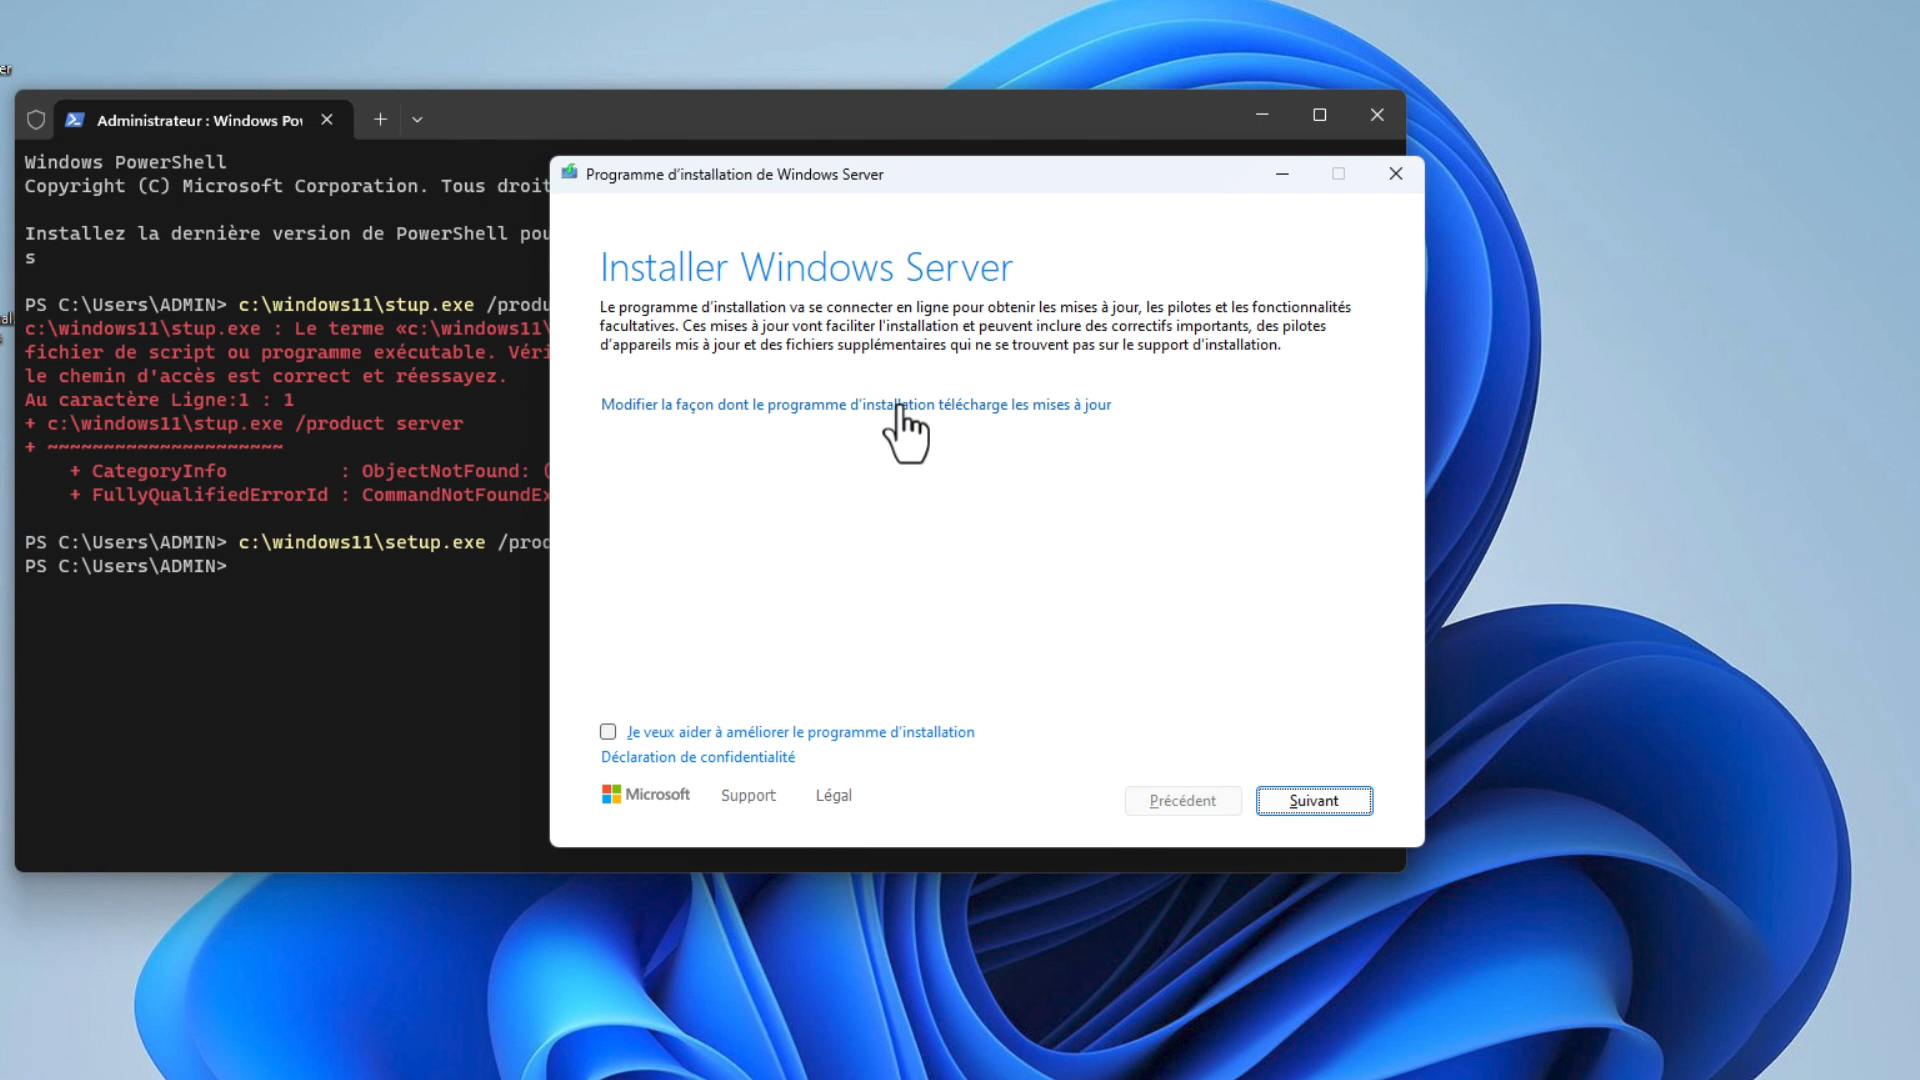 er
Administrateur : Windows Po
Windows PowerShell
Copyright (C) Microsoft Corporation. Tous droit
Installez la dernière version de PowerShell pou
s
PS C:\Users\ADMIN> c:\windows11\stup.exe /produ
c:\windows11\stup.exe : Le terme «c:\windows11\
fichier de script ou programme exécutable. Véri
le chemin d'accès est correct et réessayez.
Au caractère Ligne:1 : 1
+ c:\windows11\stup.exe /product server
+ ~~~~~~~~~~~~~~~~~~~~~
+ CategoryInfo : ObjectNotFound: (
+ FullyQualifiedErrorId : CommandNotFoundEx
PS C:\Users\ADMIN> c:\windows11\setup.exe /prod
PS C:\Users\ADMIN>
Programme d'installation de Windows Server
Installer Windows Server
Le programme d'installation va se connecter en ligne pour obtenir les mises à jour, les pilotes et les fonctionnalités
facultatives. Ces mises à jour vont faciliter l'installation et peuvent inclure des correctifs importants, des pilotes
d'appareils mis à jour et des fichiers supplémentaires qui ne se trouvent pas sur le support d'installation.
Modifier la façon dont le programme d'installation télécharge les mises à jour
Je veux aider à améliorer le programme d'installation
Déclaration de confidentialité
Microsoft Support Légal
Précédent Suivant